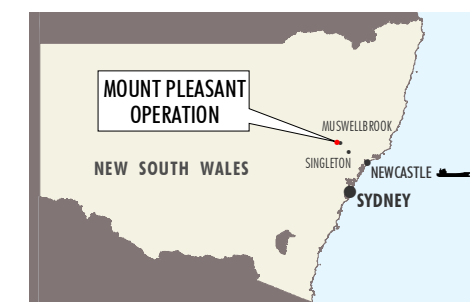 MOUNT PLEASANT
OPERATION
MUSWELLBROOK
SINGLETON
NEW SOUTH WALES
NEWCASTLE
SYDNEY